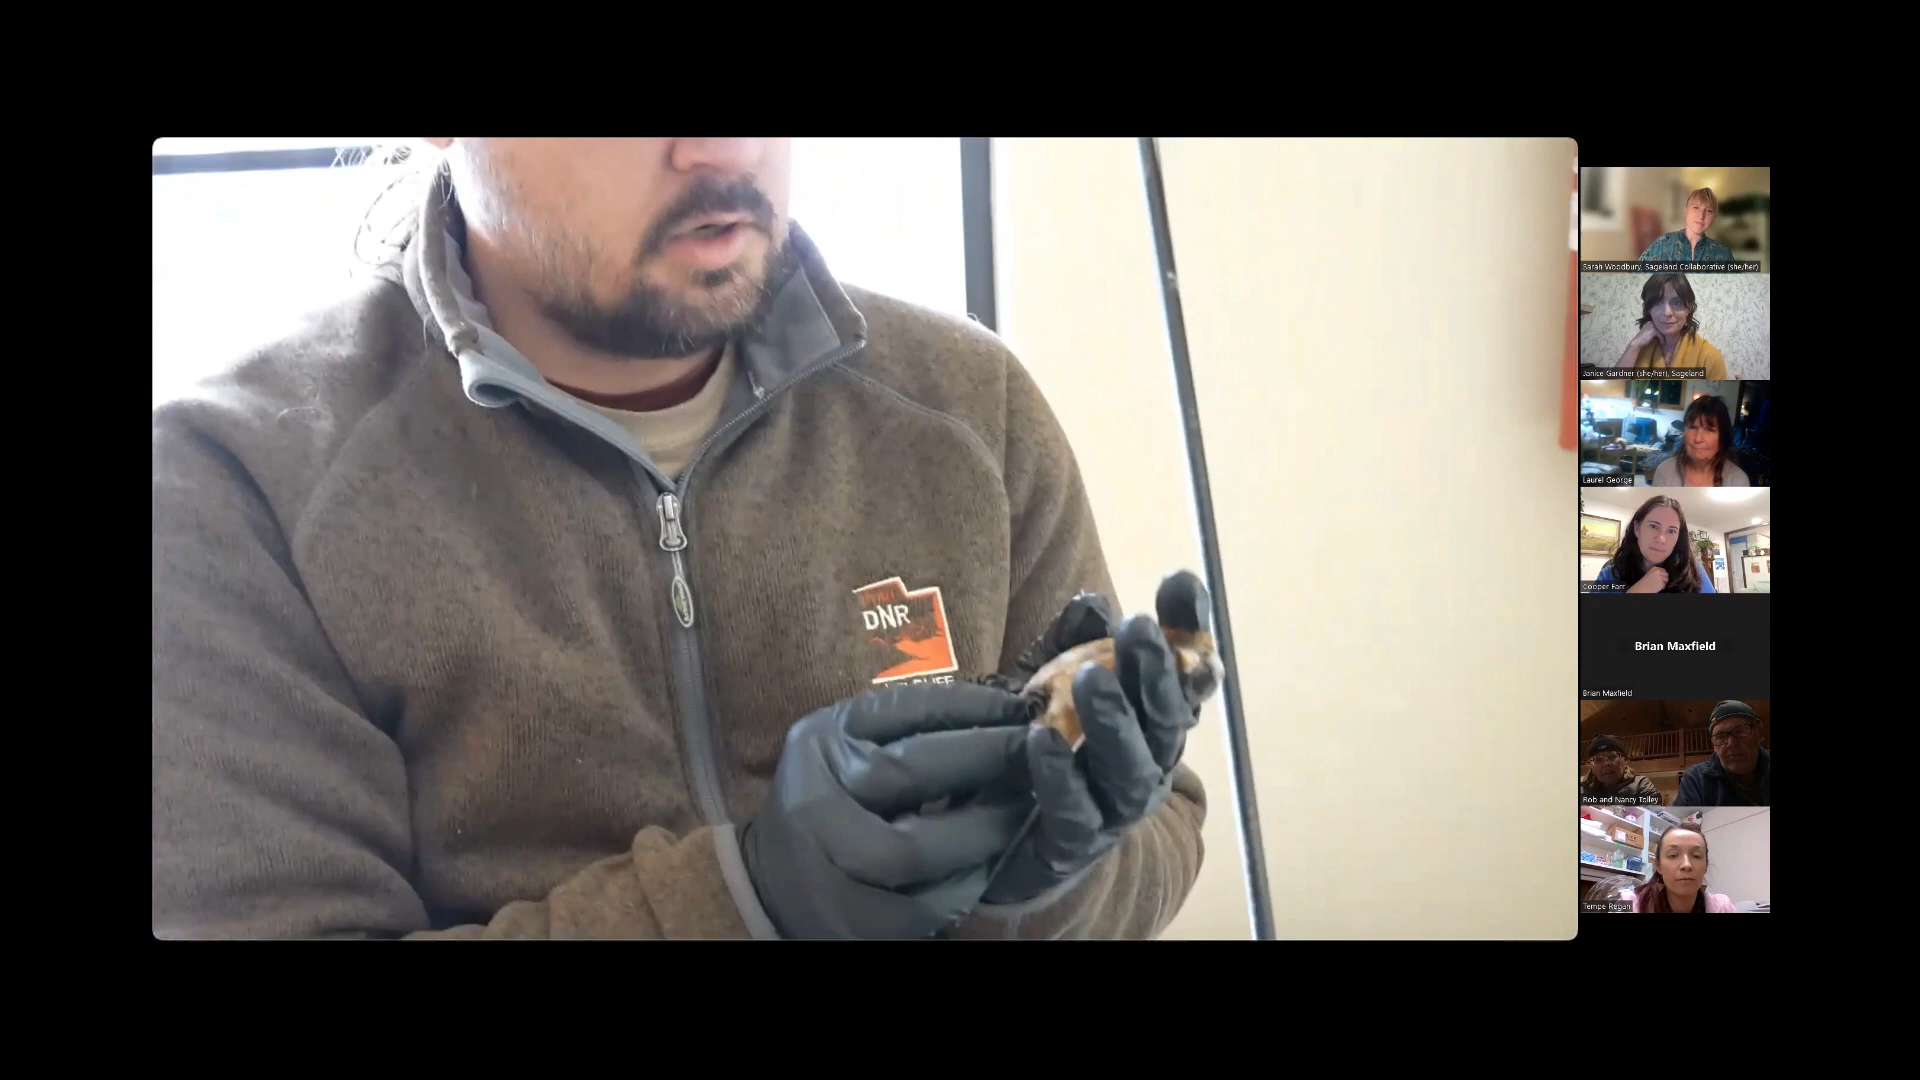 DNR
Sarah Woodbury, Sageland Collaborative (she/her)
Janice Gardner (she/her), Sageland
Laurel George
Cooper Farr
Brian Maxfield
Brian Maxfield
Rob and Nancy Tolley
Tempe Regan